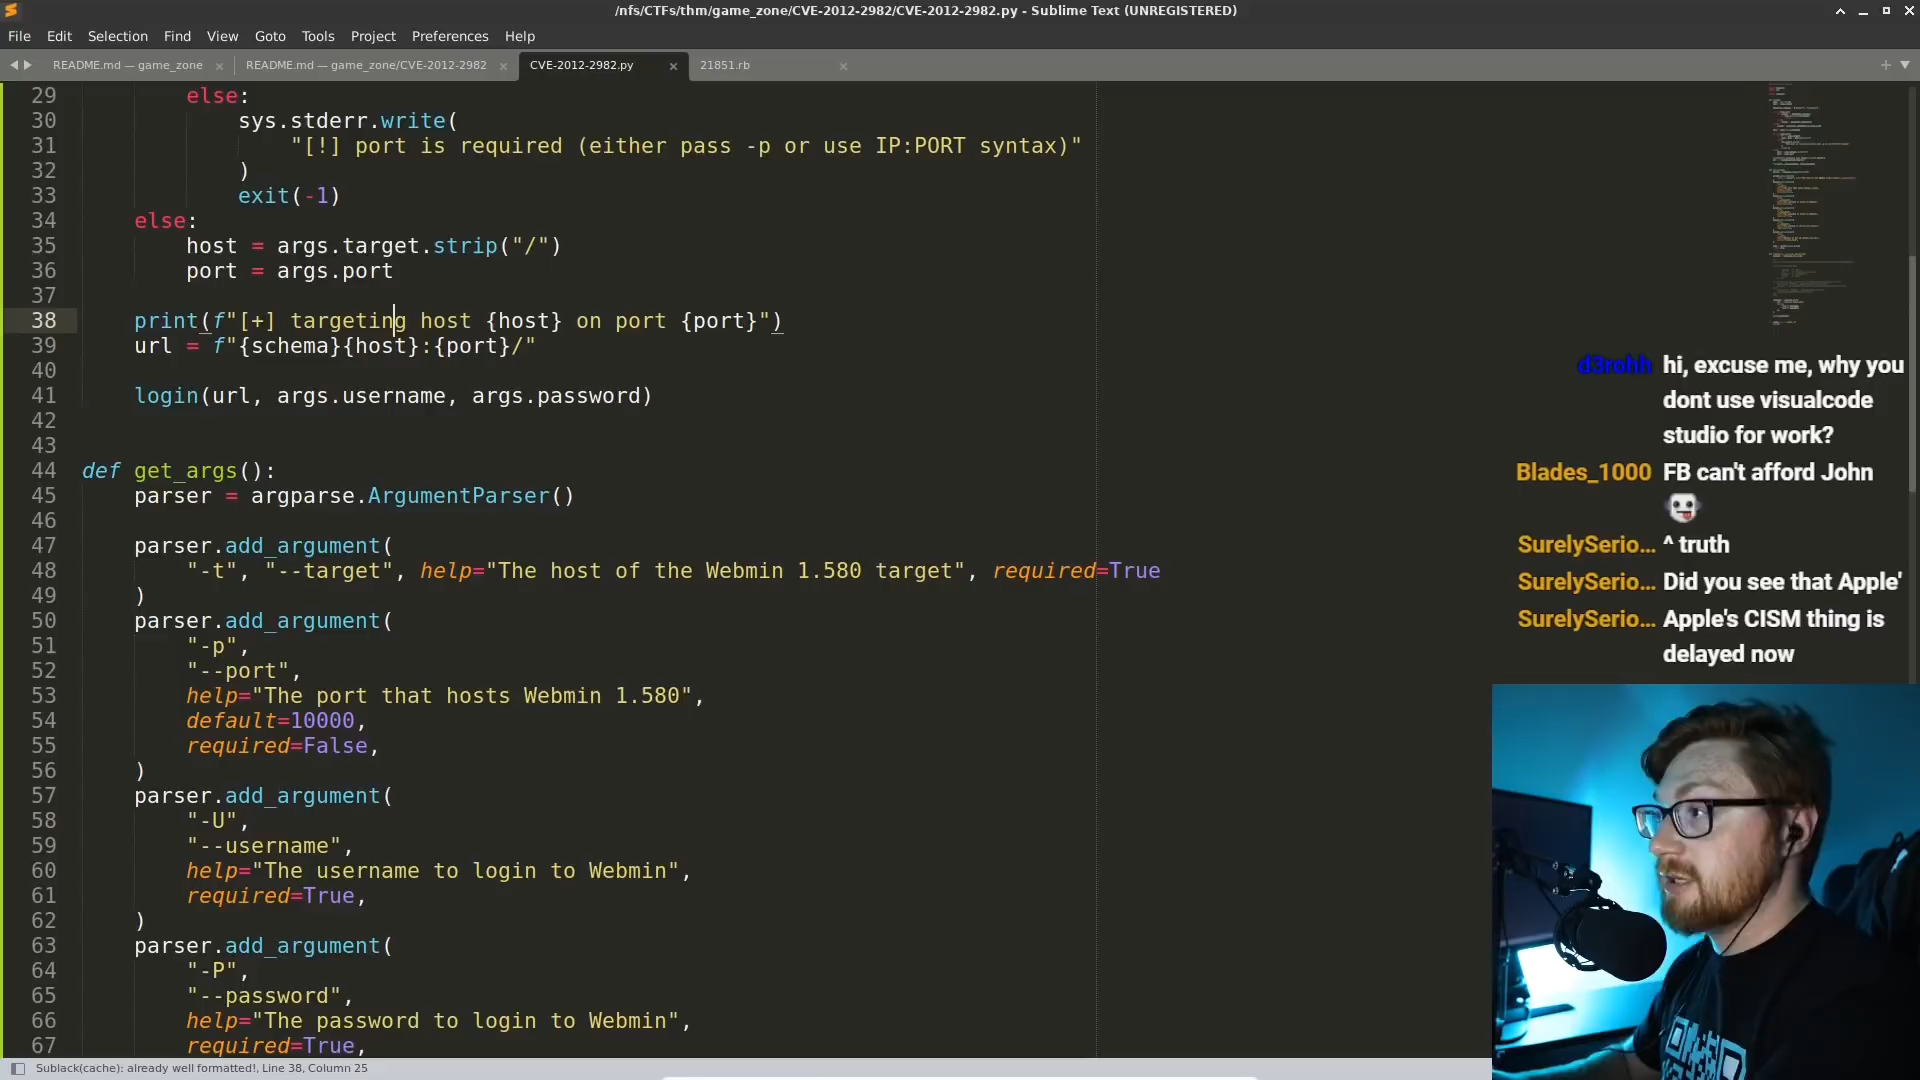 /nfs/CTFs/thm/game_zone/CVE-2012-2982/CVE-2012-2982.py - Sublime Text (UNREGISTERED)
File Edit Selection Find View Goto Tools Project Preferences Help
README.md — game_zone README.md — game_zone/CVE-2012-2982 CVE-2012-2982.py 21851.rb
29 else:
30 sys.stderr.write(
31 "[!] port is required (either pass -p or use IP:PORT syntax)"
32 )
33 exit(-1)
34 else:
35 host = args.target.strip("/")
36 port = args.port
37
38 print(f"[+] targeting host {host} on port {port}")
39 url = f"{schema}{host}:{port}/"
40
41 login(url, args.username, args.password)
42
43
44 def get_args():
45 parser = argparse.ArgumentParser()
46
47 parser.add_argument(
48 "-t", "--target", help="The host of the Webmin 1.580 target", required=True
49 )
50 parser.add_argument(
51 "-p",
52 "--port",
53 help="The port that hosts Webmin 1.580",
54 default=10000,
55 required=False,
56 )
57 parser.add_argument(
58 "-U",
59 "--username",
60 help="The username to login to Webmin",
61 required=True,
62 )
63 parser.add_argument(
64 "-P",
65 "--password",
66 help="The password to login to Webmin",
67 required=True,
d3rohh hi, excuse me, why you
dont use visualcode
studio for work?
Blades_1000 FB can't afford John
SurelySerio... ^ truth
SurelySerio... Did you see that Apple'
SurelySerio... Apple's CISM thing is
delayed now
Sublack(cache): already well formatted!, Line 38, Column 25